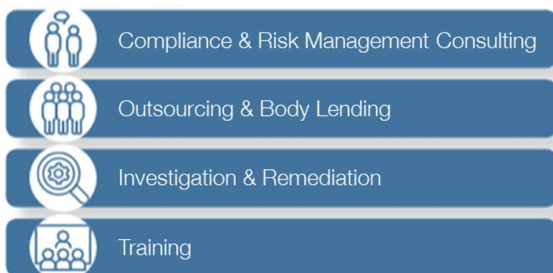 Compliance & Risk Management Consulting
Outsourcing & Body Lending
Investigation & Remediation
Training